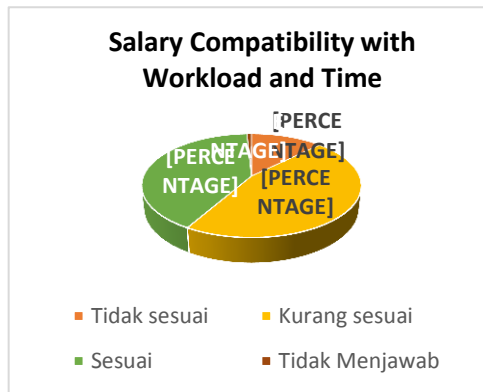 Salary Compatibility with
Workload and Time
[PERCE
NTAGE]
[PERCE
NTAGE]
[PERCE
NTAGE]
NTAGE]
Tidak sesuai
Kurang sesuai
Sesuai
Tidak Menjawab